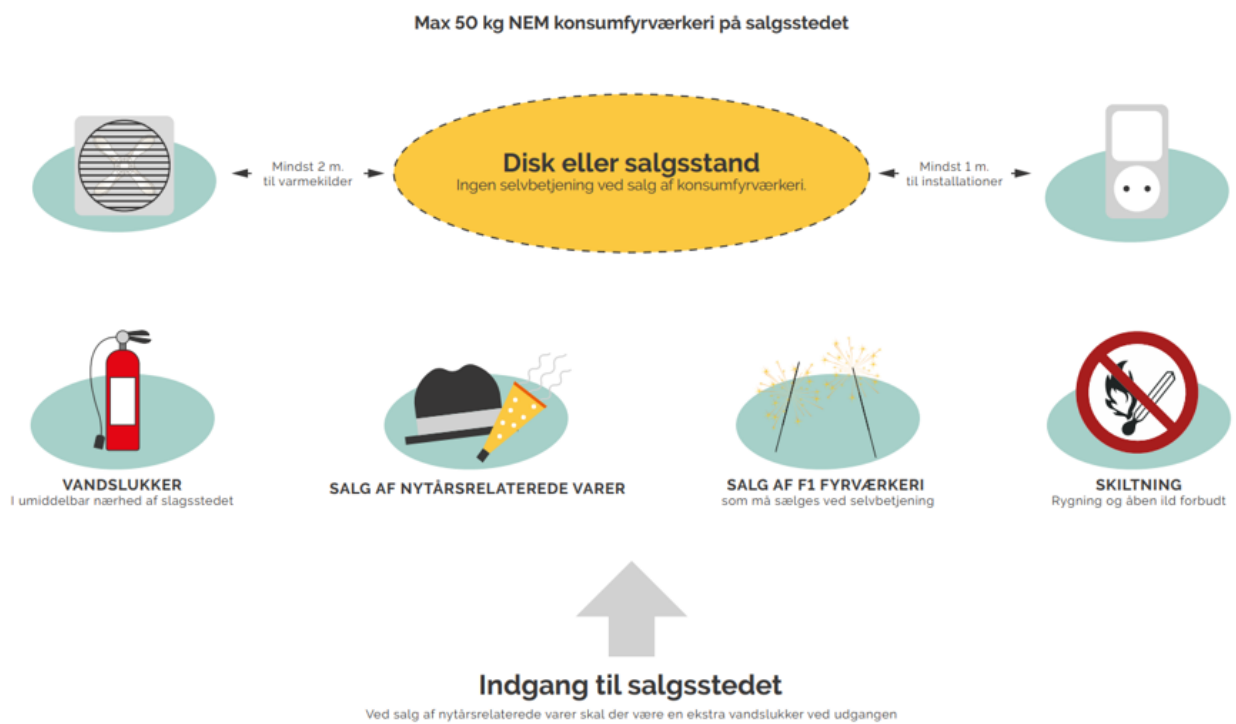 Max 50 kg NEM konsumfyrværkeri på salgsstedet
Mindst 2 m.
til varmekilder
Disk eller salgsstand
Ingen selvbetjening ved salg af konsumfyrværkeri.
Mindst 1 m.
til installationer
VANDSLUKKER
I umiddelbar nærhed af slagsstedet
SALG AF NYTÅRSRELATEREDE VARER
SALG AF F1 FYRVÆRKERI
som må sælges ved selvbetjening
SKILTNING
Rygning og åben ild forbudt
Indgang til salgsstedet
Ved salg af nytårsrelaterede varer skal der være en ekstra vandslukker ved udgangen